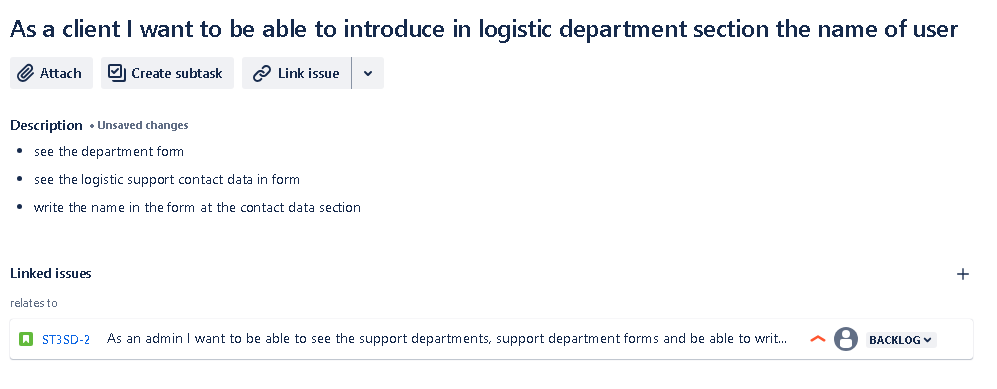 As a client I want to be able to introduce in logistic department section the name of user
Attach Create subtask Link issue
Description • Unsaved changes
• see the department form
• see the logistic support contact data in form
• write the name in the form at the contact data section
Linked issues
relates to
ST3SD-2 As an admin I want to be able to see the support departments, support department forms and be able to writ... BACKLOG